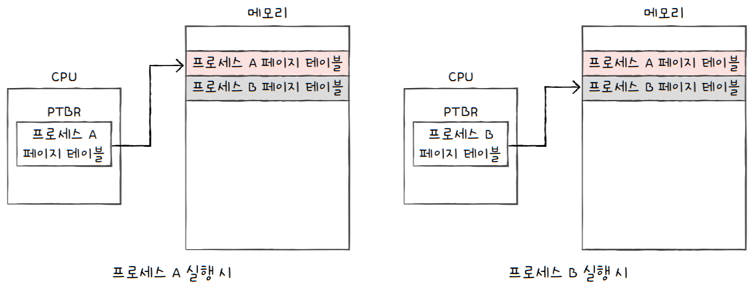 메모리
프로세스 A 페이지 테이블
프로세스 B 페이지 테이블
CPU
PTBR
프로세스 A
페이지 테이블
프로세스 A 실행 시
메모리
프로세스 A 페이지 테이블
프로세스 B 페이지 테이블
CPU
PTBR
프로세스 B
페이지 테이블
프로세스 B 실행 시